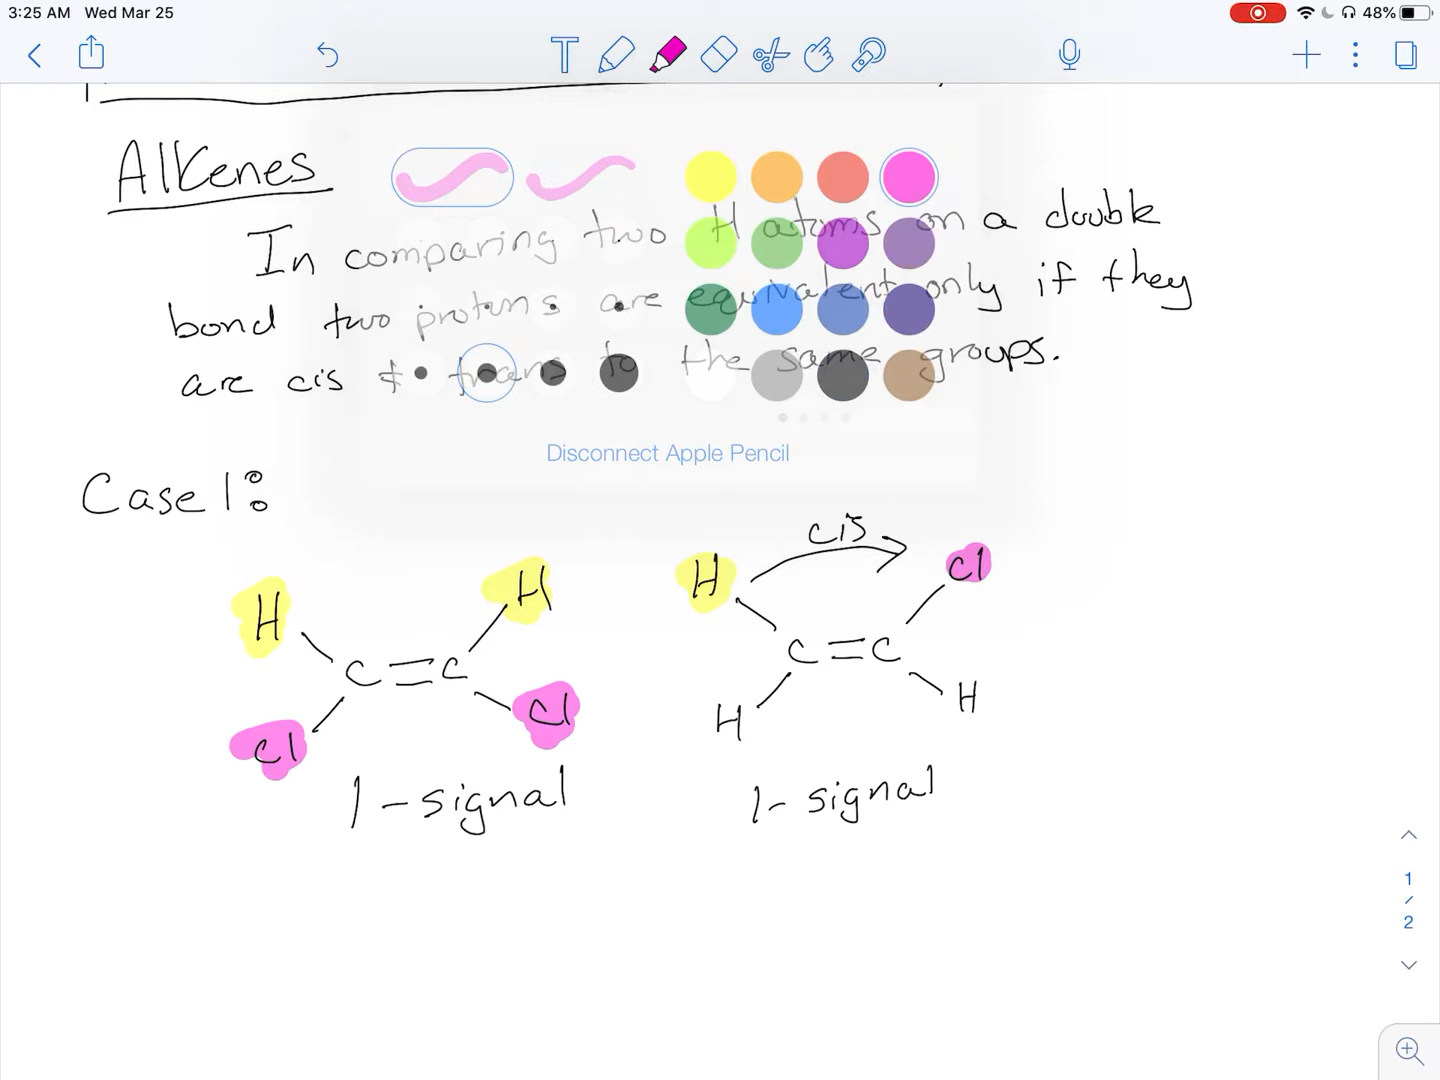 3:25 AM Wed Mar 25
48%
T
Alkenes
In comparing two H atoms on a double
bond two protons are equivalent only if they
are cis & trans to the same groups.
Disconnect Apple Pencil
Case 1:
cis
H H H Cl
C=C C=C
Cl Cl H H
1-signal 1-signal
1
/
2